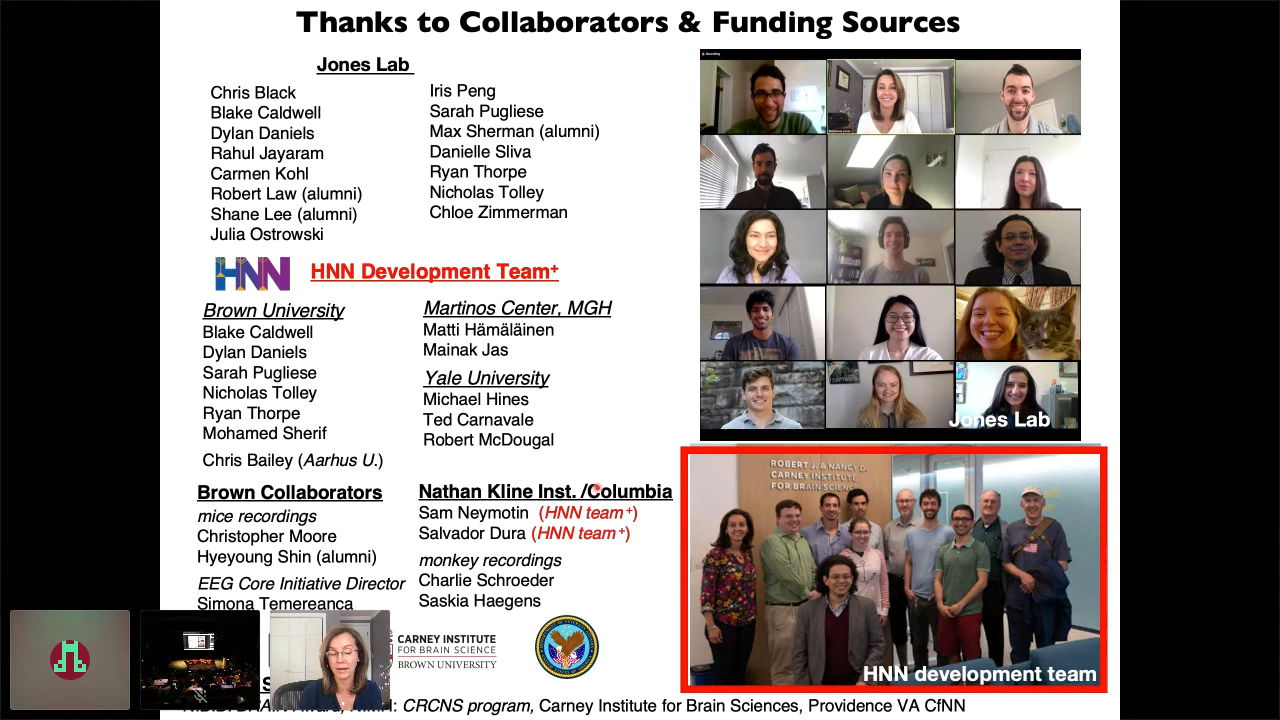 Thanks to Collaborators & Funding Sources
Jones Lab
Chris Black
Blake Caldwell
Dylan Daniels
Rahul Jayaram
Carmen Kohl
Robert Law (alumni)
Shane Lee (alumni)
Julia Ostrowski
Iris Peng
Sarah Pugliese
Max Sherman (alumni)
Danielle Sliva
Ryan Thorpe
Nicholas Tolley
Chloe Zimmerman
HNN
HNN Development Team+
Brown University
Blake Caldwell
Dylan Daniels
Sarah Pugliese
Nicholas Tolley
Ryan Thorpe
Mohamed Sherif
Chris Bailey (Aarhus U.)
Martinos Center, MGH
Matti Hämäläinen
Mainak Jas
Yale University
Michael Hines
Ted Carnavale
Robert McDougal
Brown Collaborators
mice recordings
Christopher Moore
Hyeyoung Shin (alumni)
EEG Core Initiative Director
Simona Temereanca
Nathan Kline Inst. /Columbia
Sam Neymotin (HNN team+)
Salvador Dura (HNN team+)
monkey recordings
Charlie Schroeder
Saskia Haegens
CARNEY INSTITUTE
FOR BRAIN SCIENCE
BROWN UNIVERSITY
CRCNS program, Carney Institute for Brain Sciences, Providence VA CfNN
Jones Lab
ROBERT J. & NANCY D.
CARNEY INSTITUTE
FOR BRAIN SCIENCE
HNN development team